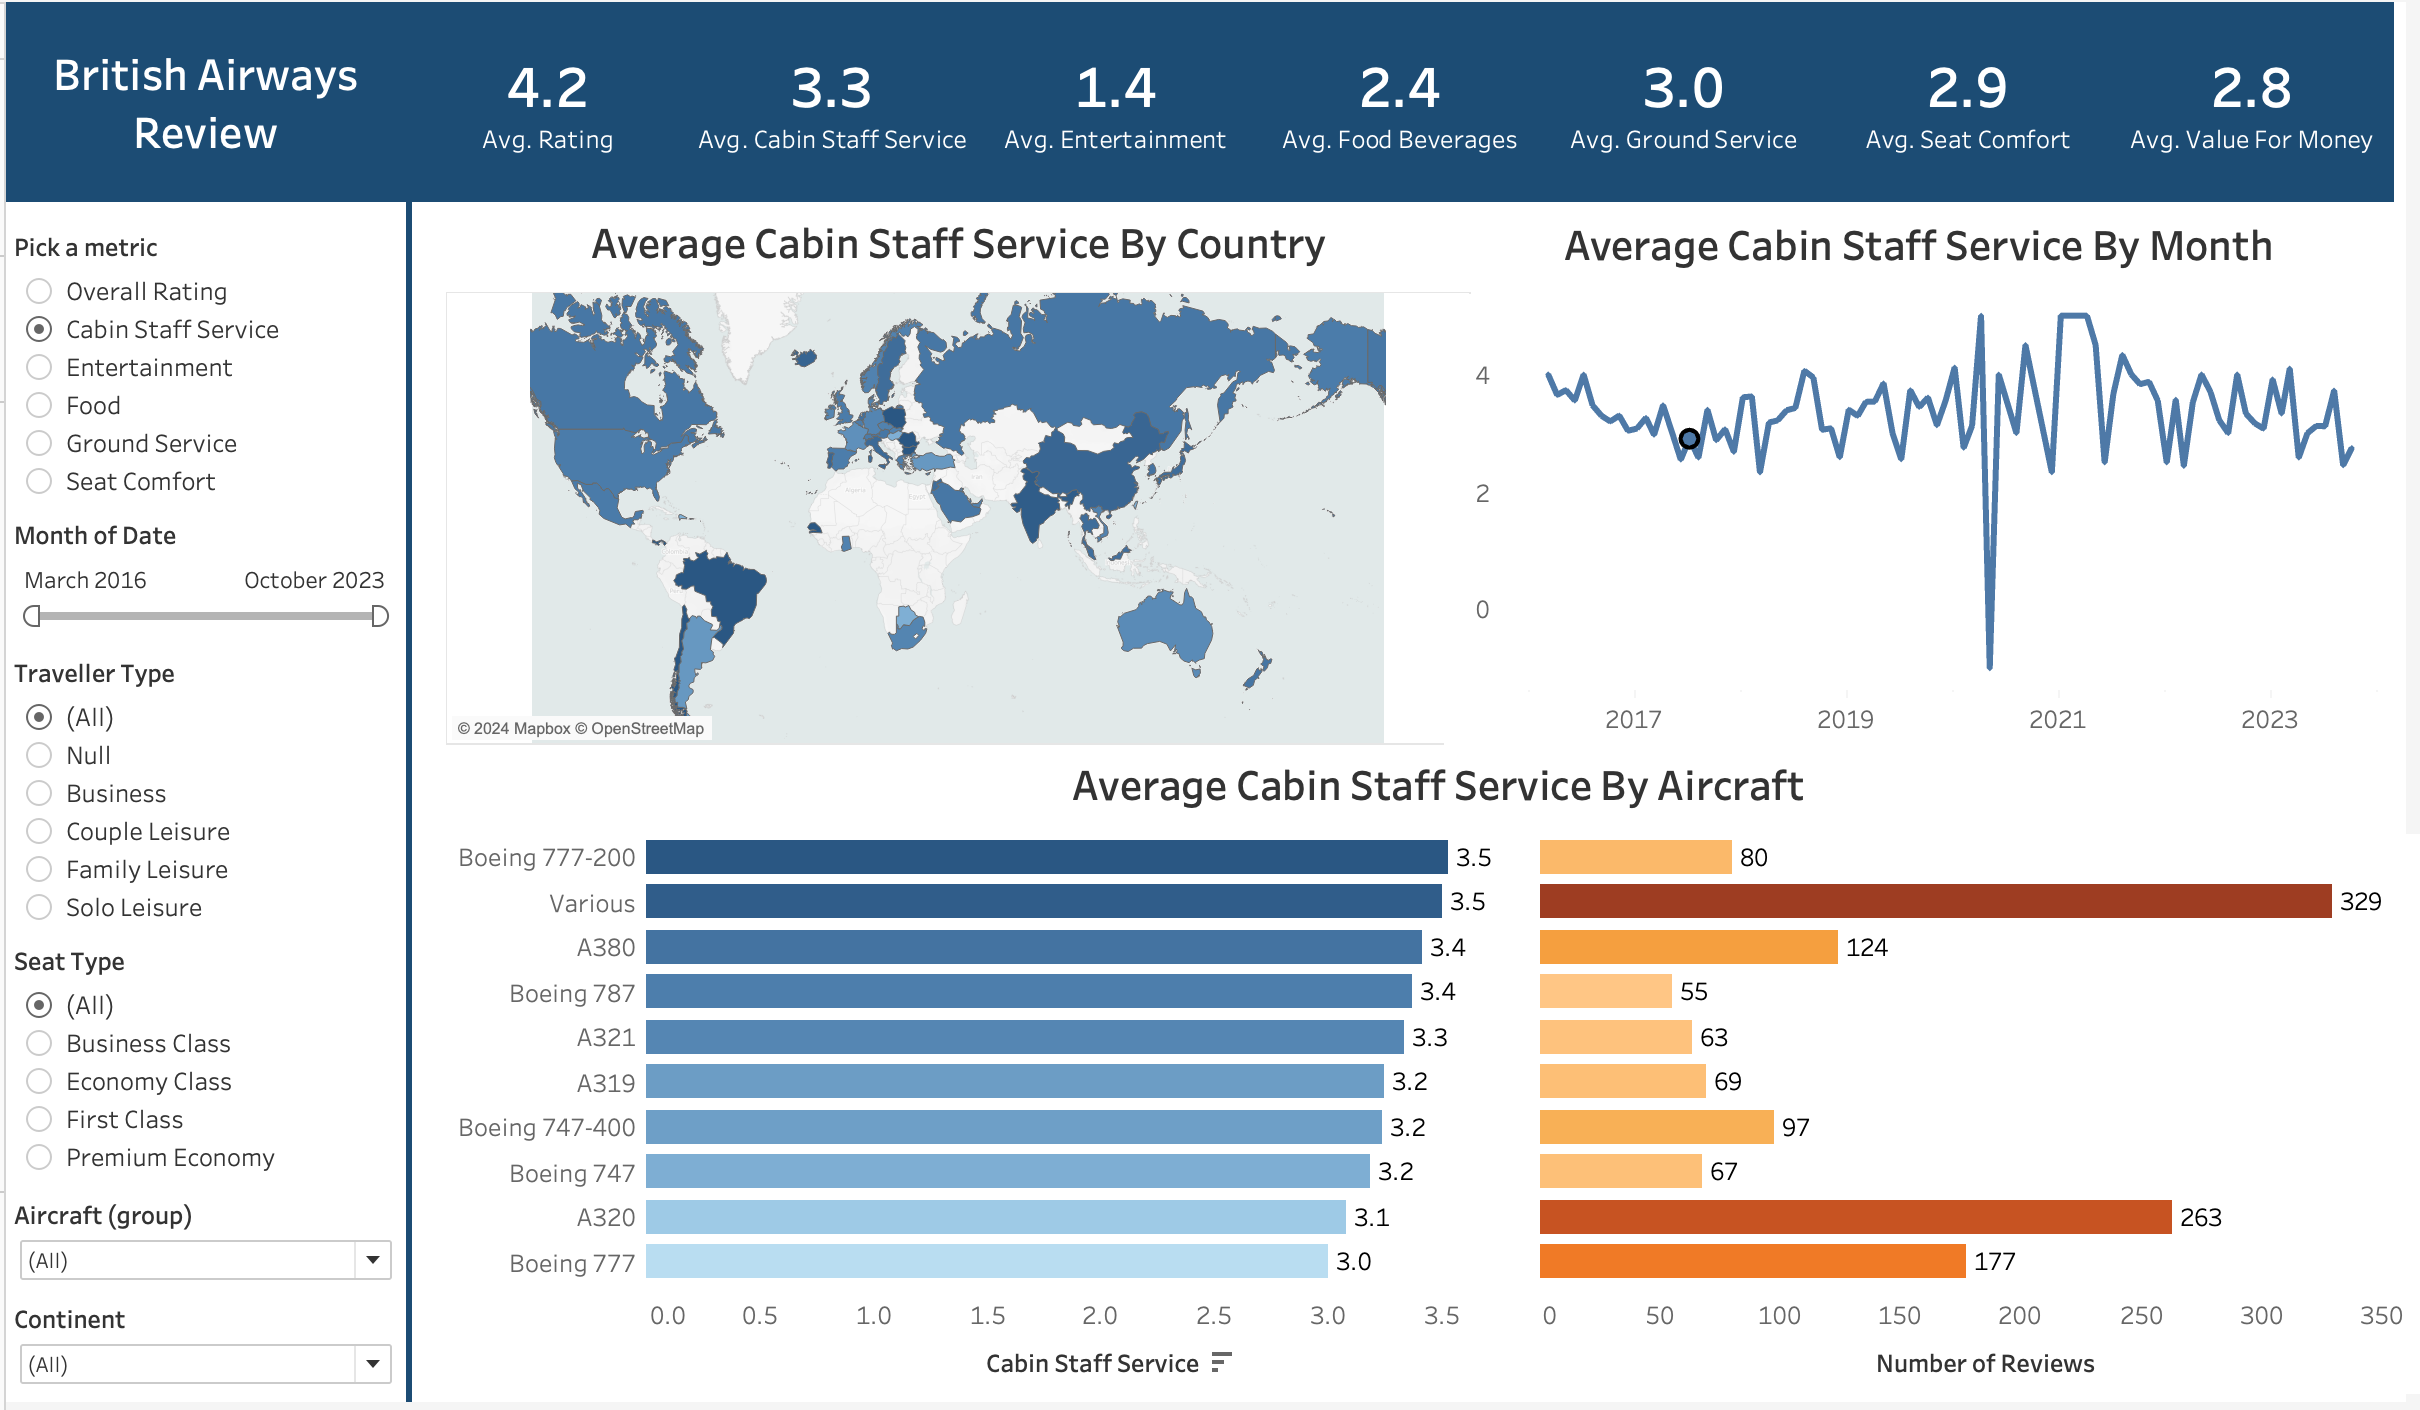 British Airways
Review
4.2
Avg. Rating
3.3
Avg. Cabin Staff Service
1.4
Avg. Entertainment
2.4
Avg. Food Beverages
3.0
Avg. Ground Service
2.9
Avg. Seat Comfort
2.8
Avg. Value For Money
Pick a metric
Overall Rating
Cabin Staff Service
Entertainment
Food
Ground Service
Seat Comfort
Month of Date
March 2016 October 2023
Traveller Type
(All)
Null
Business
Couple Leisure
Family Leisure
Solo Leisure
Seat Type
(All)
Business Class
Economy Class
First Class
Premium Economy
Aircraft (group)
(All)
Continent
(All)
Average Cabin Staff Service By Country
© 2024 Mapbox © OpenStreetMap
Average Cabin Staff Service By Month
4
2
0
2017 2019 2021 2023
Average Cabin Staff Service By Aircraft
Boeing 777-200 3.5 80
Various 3.5 329
A380 3.4 124
Boeing 787 3.4 55
A321 3.3 63
A319 3.2 69
Boeing 747-400 3.2 97
Boeing 747 3.2 67
A320 3.1 263
Boeing 777 3.0 177
0.0 0.5 1.0 1.5 2.0 2.5 3.0 3.5
0 50 100 150 200 250 300 350
Cabin Staff Service
Number of Reviews